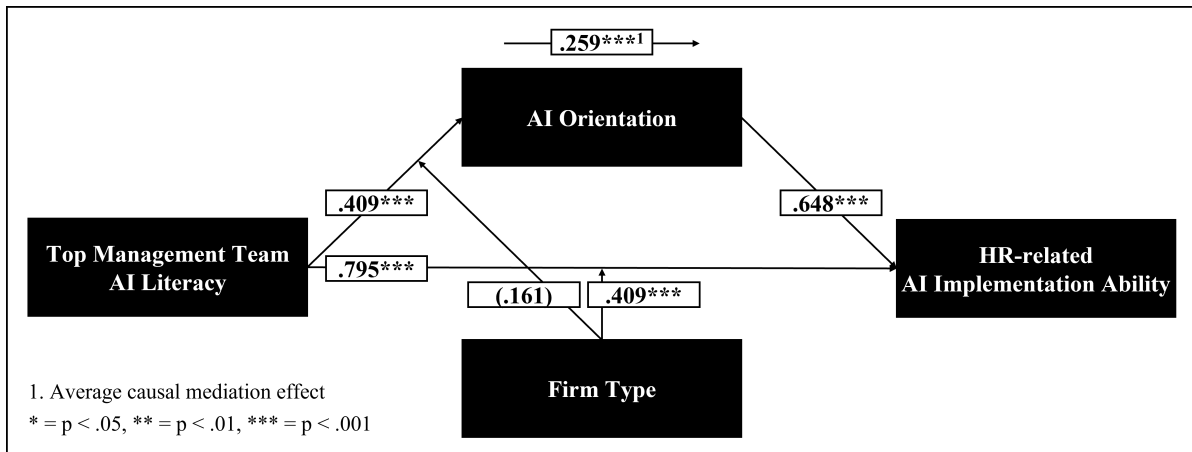 .259***1
AI Orientation
.409***
.648***
Top Management Team
AI Literacy
.795***
HR-related
AI Implementation Ability
(.161)
.409***
Firm Type
1. Average causal mediation effect
* = p < .05, ** = p < .01, *** = p < .001